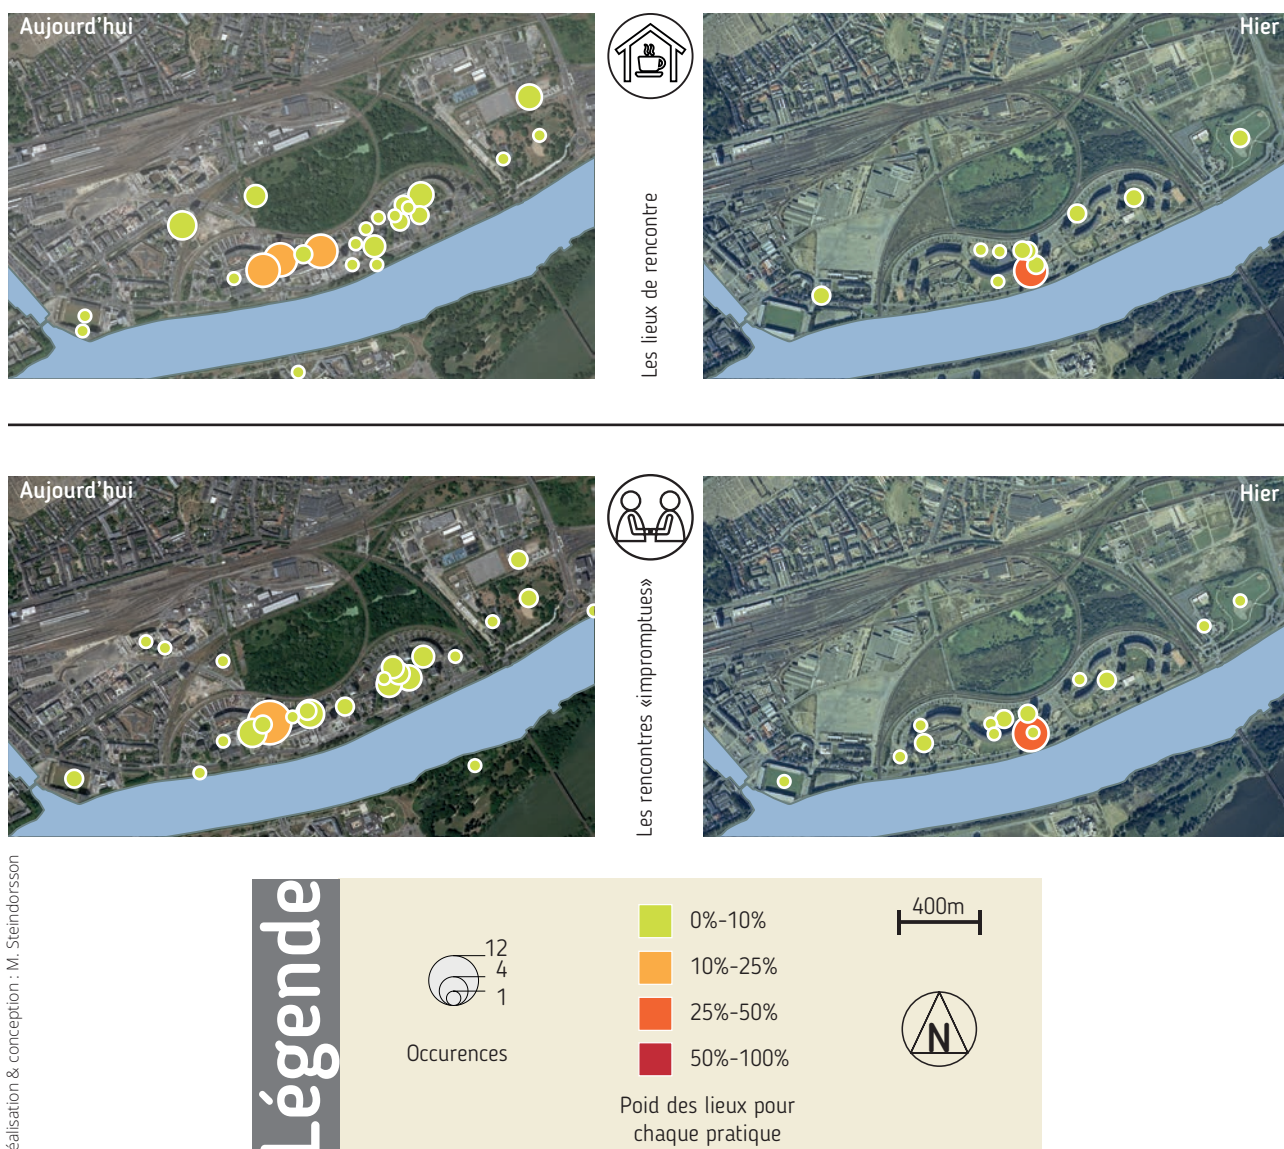 Aujourd'hui
Hier
Les lieux de rencontre
Aujourd'hui
Hier
Les rencontres «impromptues»
éalisation & conception : M. Steindorsson
Légende
12
4
1
Occurences
0%-10%
10%-25%
25%-50%
50%-100%
Poid des lieux pour
chaque pratique
400m
N